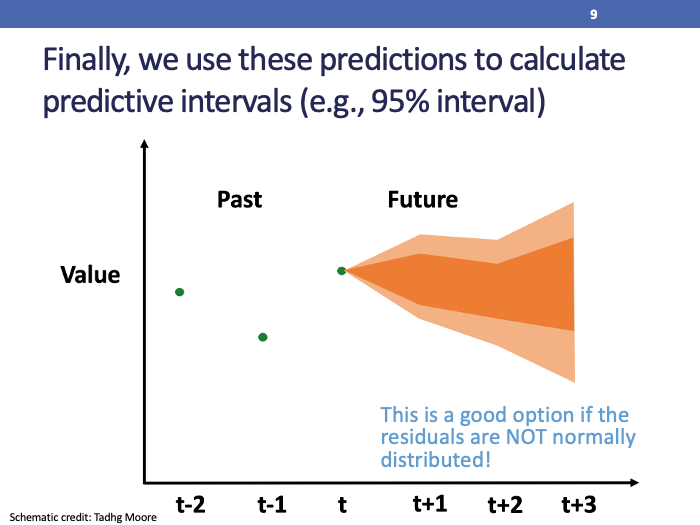 9
Finally, we use these predictions to calculate
predictive intervals (e.g., 95% interval)
Past
Future
Value
This is a good option if the
residuals are NOT normally
distributed!
t-2
t-1
t
t+1
t+2
t+3
Schematic credit: Tadhg Moore